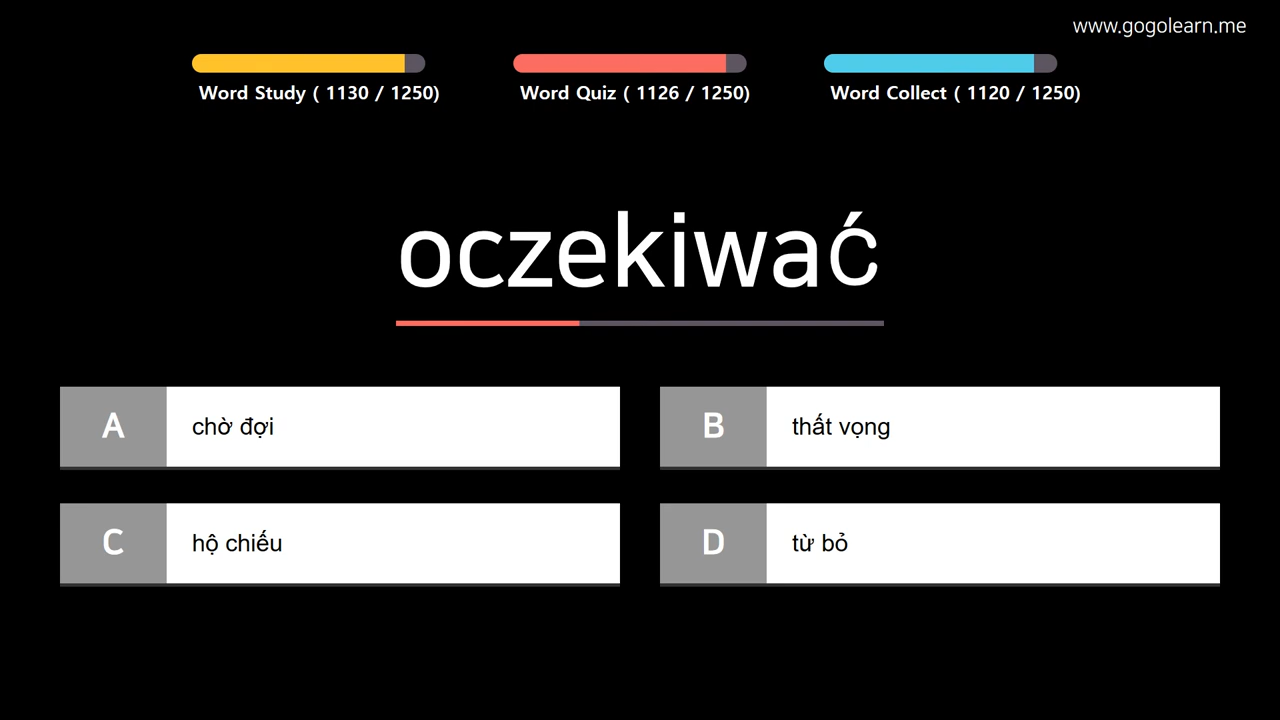 www.gogolearn.me
Word Study ( 1130 / 1250)
Word Quiz ( 1126 / 1250)
Word Collect ( 1120 / 1250)
oczekiwać
A
chờ đợi
B
thất vọng
C
hộ chiếu
D
từ bỏ